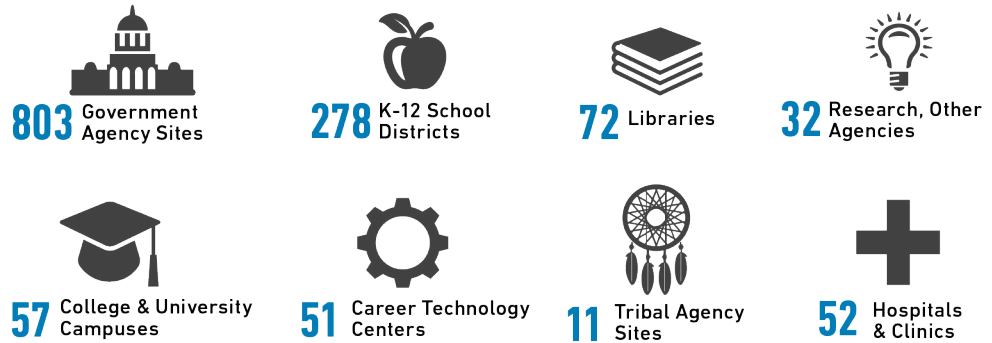 803 Government
Agency Sites
278 K-12 School
Districts
72 Libraries
32 Research, Other
Agencies
57 College & University
Campuses
51 Career Technology
Centers
11 Tribal Agency
Sites
52 Hospitals
& Clinics